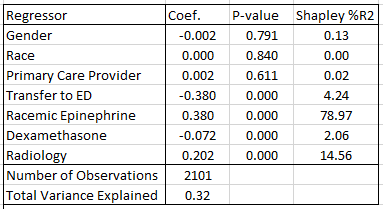 Regressor Coef. P-value Shapley %R2
Gender -0.002 0.791 0.13
Race 0.000 0.840 0.00
Primary Care Provider 0.002 0.611 0.02
Transfer to ED -0.380 0.000 4.24
Racemic Epinephrine 0.380 0.000 78.97
Dexamethasone -0.072 0.000 2.06
Radiology 0.202 0.000 14.56
Number of Observations 2101
Total Variance Explained 0.32